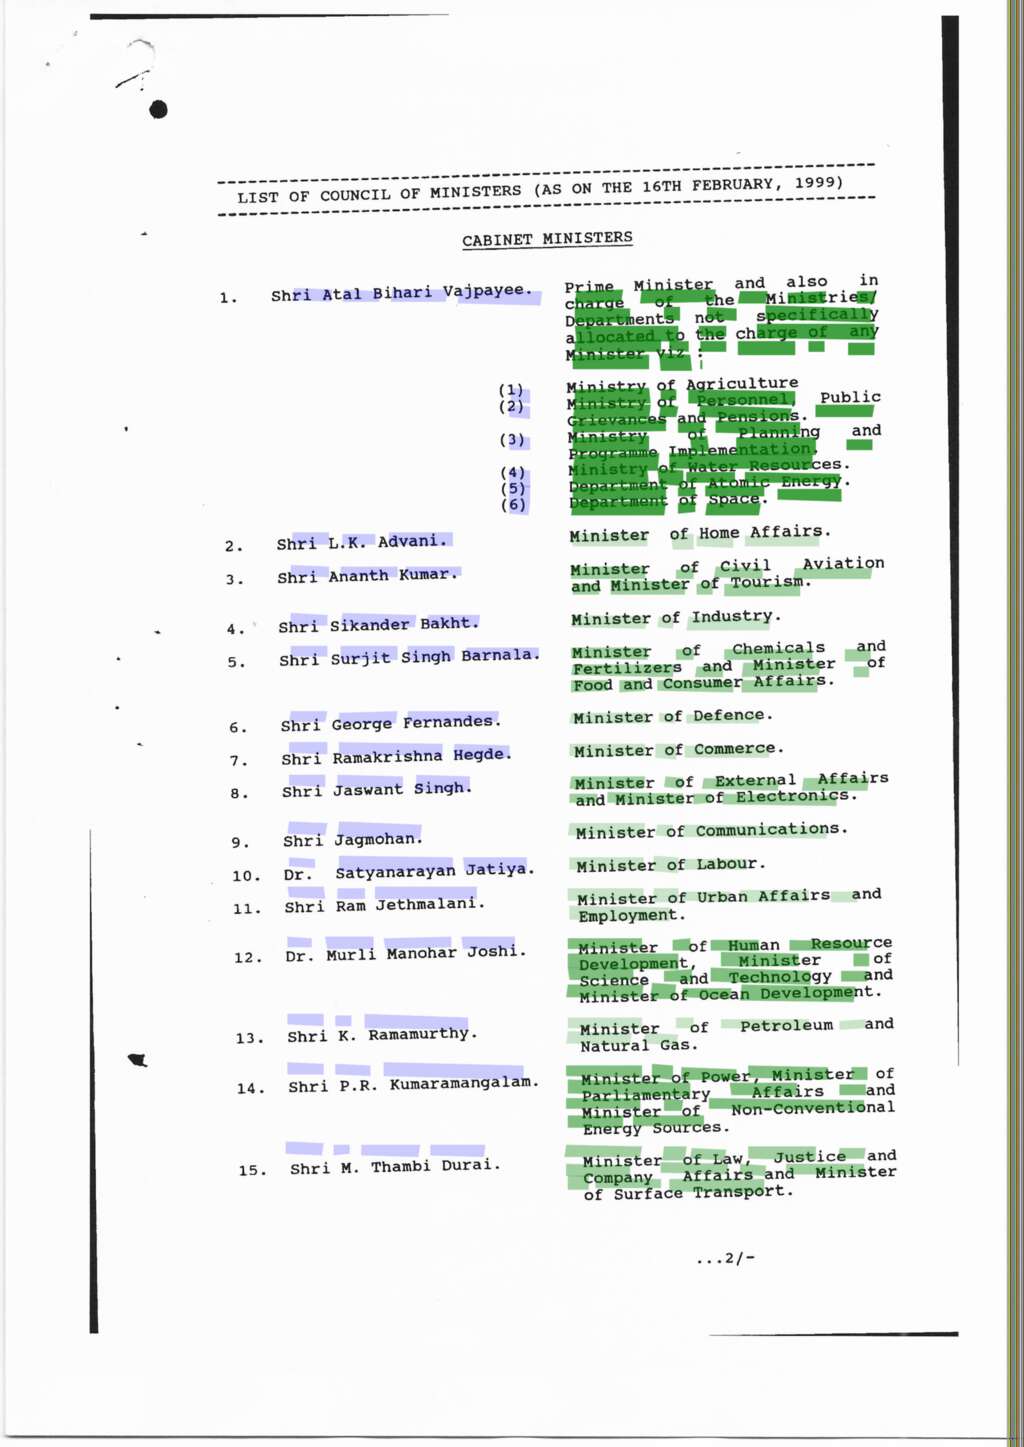 LIST OF COUNCIL OF MINISTERS (AS ON THE 16TH FEBRUARY, 1999)
CABINET MINISTERS
1. Shri Atal Bihari Vajpayee. Prime Minister and also in
charge of the Ministries/
Departments not specifically
allocated to the charge of any
Minister viz :
(1) Ministry of Agriculture
(2) Ministry of Personnel, Public
Grievances and Pensions.
(3) Ministry of Planning and
Programme Implementation.
(4) Ministry of Water Resources.
(5) Department of Atomic Energy.
(6) Department of Space.
2. Shri L.K. Advani. Minister of Home Affairs.
3. Shri Ananth Kumar. Minister of Civil Aviation
and Minister of Tourism.
4. Shri Sikander Bakht. Minister of Industry.
5. Shri Surjit Singh Barnala. Minister of Chemicals and
Fertilizers and Minister of
Food and Consumer Affairs.
6. Shri George Fernandes. Minister of Defence.
7. Shri Ramakrishna Hegde. Minister of Commerce.
8. Shri Jaswant Singh. Minister of External Affairs
and Minister of Electronics.
9. Shri Jagmohan. Minister of Communications.
10. Dr. Satyanarayan Jatiya. Minister of Labour.
11. Shri Ram Jethmalani. Minister of Urban Affairs and
Employment.
12. Dr. Murli Manohar Joshi. Minister of Human Resource
Development, Minister of
Science and Technology and
Minister of Ocean Development.
13. Shri K. Ramamurthy. Minister of Petroleum and
Natural Gas.
14. Shri P.R. Kumaramangalam. Minister of Power, Minister of
Parliamentary Affairs and
Minister of Non-Conventional
Energy Sources.
15. Shri M. Thambi Durai. Minister of Law, Justice and
Company Affairs and Minister
of Surface Transport.
...2/-